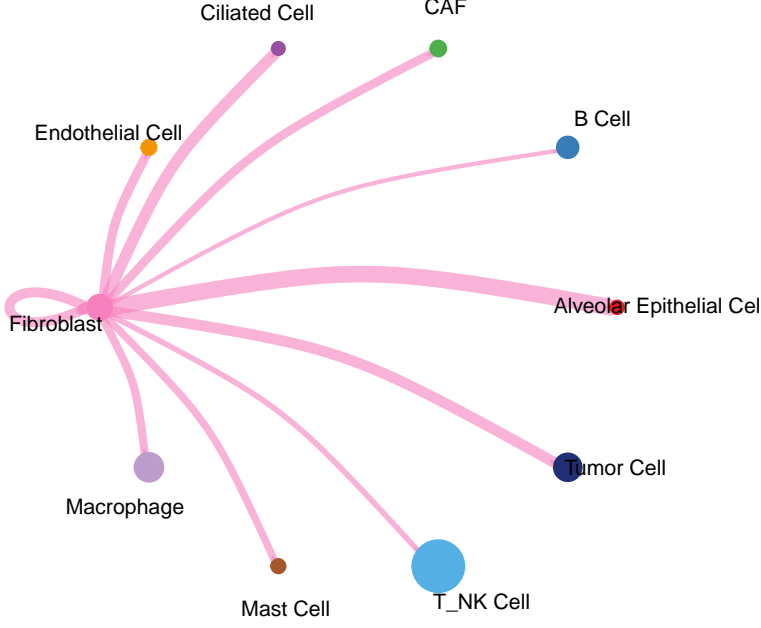 CAF
Ciliated Cell
B Cell
Endothelial Cell
Alveolar Epithelial Cel
Fibroblast
Tumor Cell
Macrophage
T_NK Cell
Mast Cell